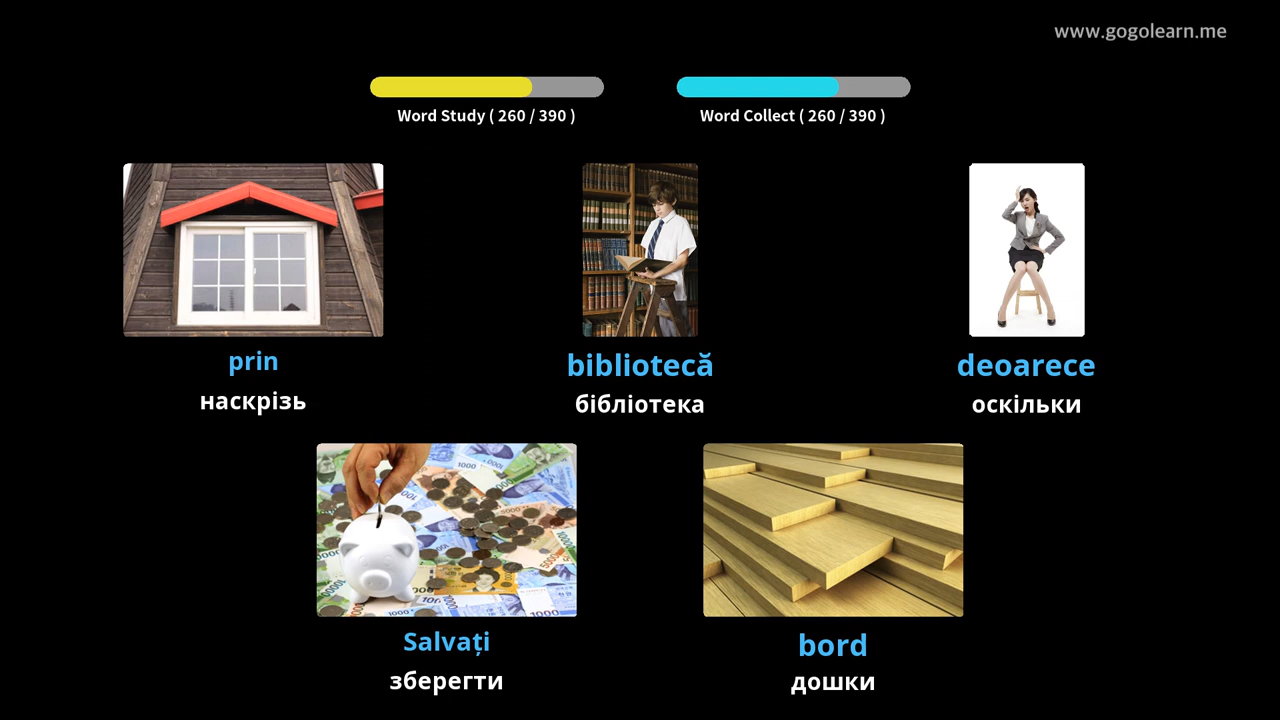 www.gogolearn.me
Word Study ( 260 / 390 )
Word Collect ( 260 / 390 )
prin
наскрізь
bibliotecă
бібліотека
deoarece
оскільки
Salvați
зберегти
bord
дошки